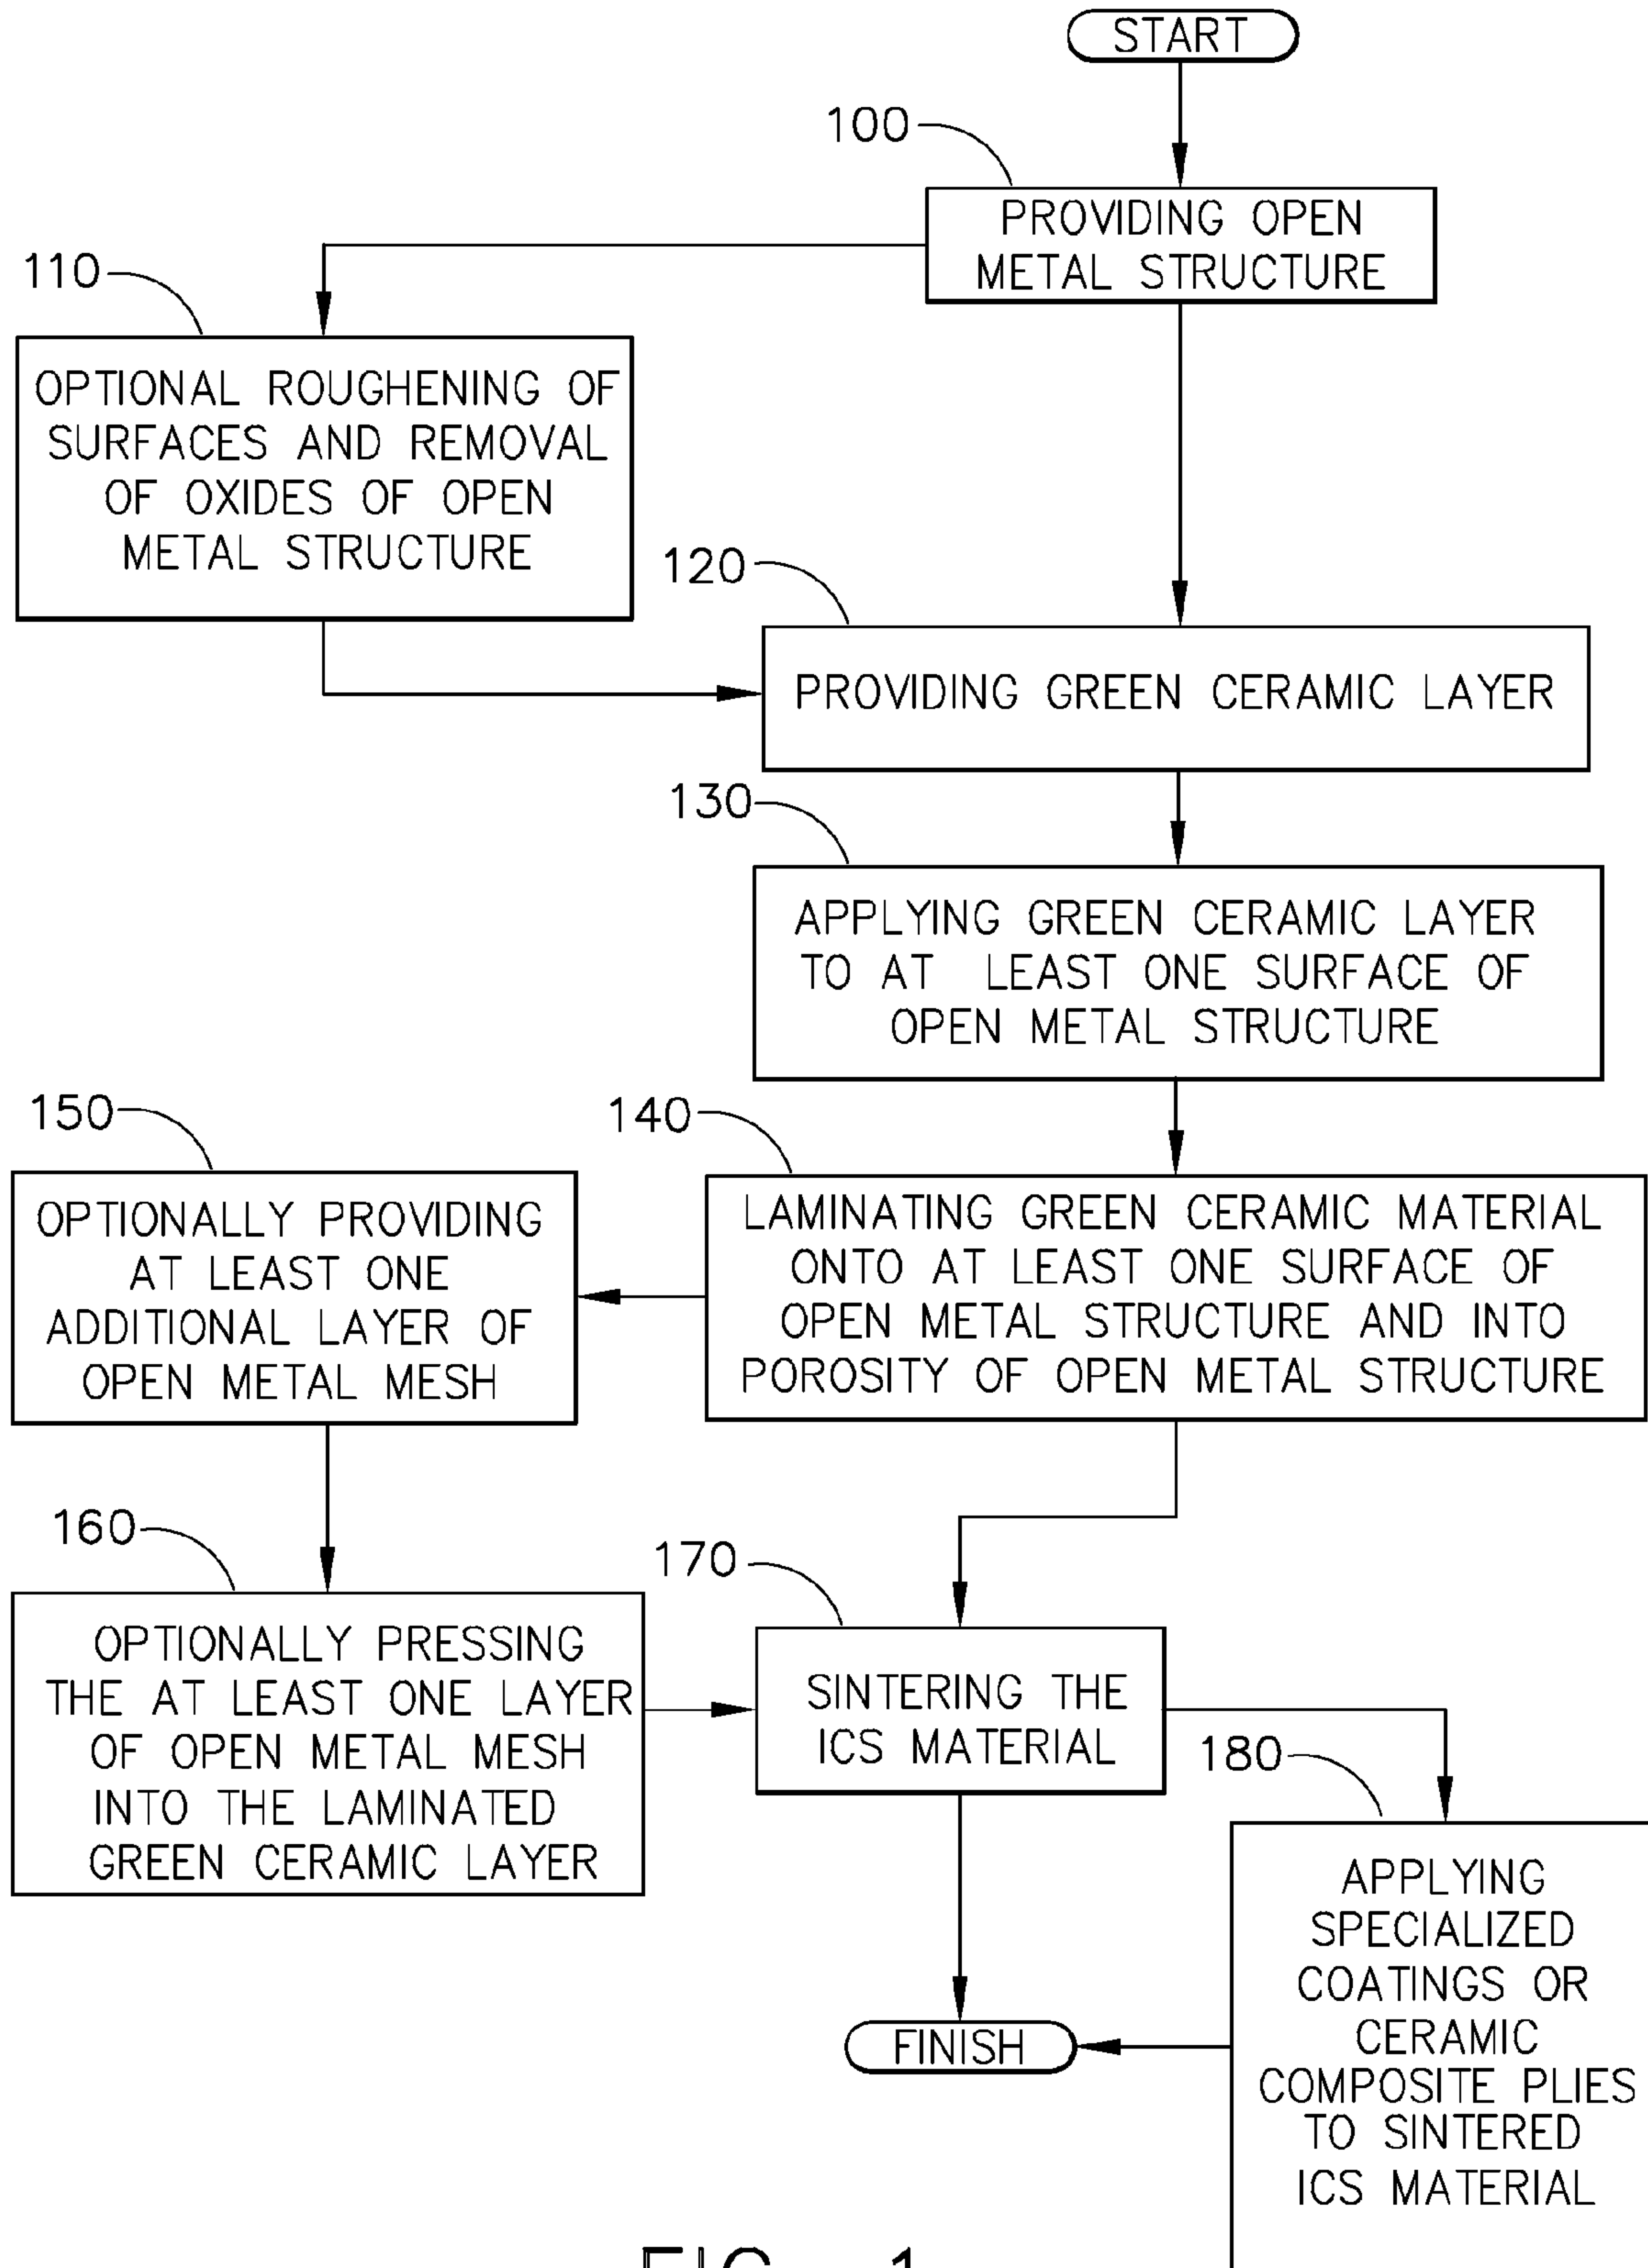 START
100
PROVIDING OPEN
METAL STRUCTURE
110
OPTIONAL ROUGHENING OF
SURFACES AND REMOVAL
OF OXIDES OF OPEN
METAL STRUCTURE
120
PROVIDING GREEN CERAMIC LAYER
130
APPLYING GREEN CERAMIC LAYER
TO AT LEAST ONE SURFACE OF
OPEN METAL STRUCTURE
140
LAMINATING GREEN CERAMIC MATERIAL
ONTO AT LEAST ONE SURFACE OF
OPEN METAL STRUCTURE AND INTO
POROSITY OF OPEN METAL STRUCTURE
150
OPTIONALLY PROVIDING
AT LEAST ONE
ADDITIONAL LAYER OF
OPEN METAL MESH
160
OPTIONALLY PRESSING
THE AT LEAST ONE LAYER
OF OPEN METAL MESH
INTO THE LAMINATED
GREEN CERAMIC LAYER
170
SINTERING THE
ICS MATERIAL
180
APPLYING
SPECIALIZED
COATINGS OR
CERAMIC
COMPOSITE PLIES
TO SINTERED
ICS MATERIAL
FINISH